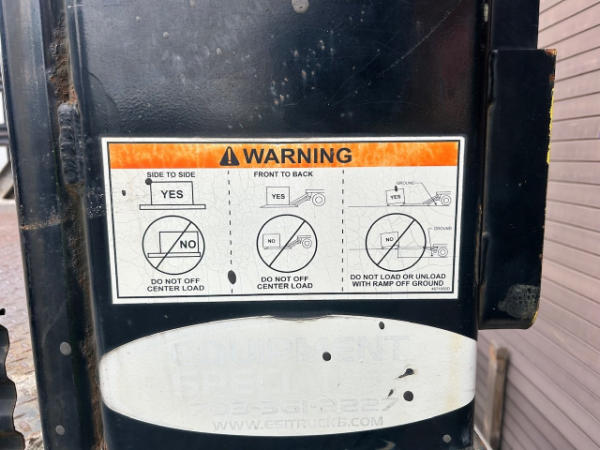 WARNING
SIDE TO SIDE
YES
NO
DO NOT OFF
CENTER LOAD
FRONT TO BACK
YES
NO
DO NOT OFF
CENTER LOAD
GROUND
YES
NO
GROUND
DO NOT LOAD OR UNLOAD
WITH RAMP OFF GROUND
EQUIPMENT
WWW.ESITRUCKS.COM